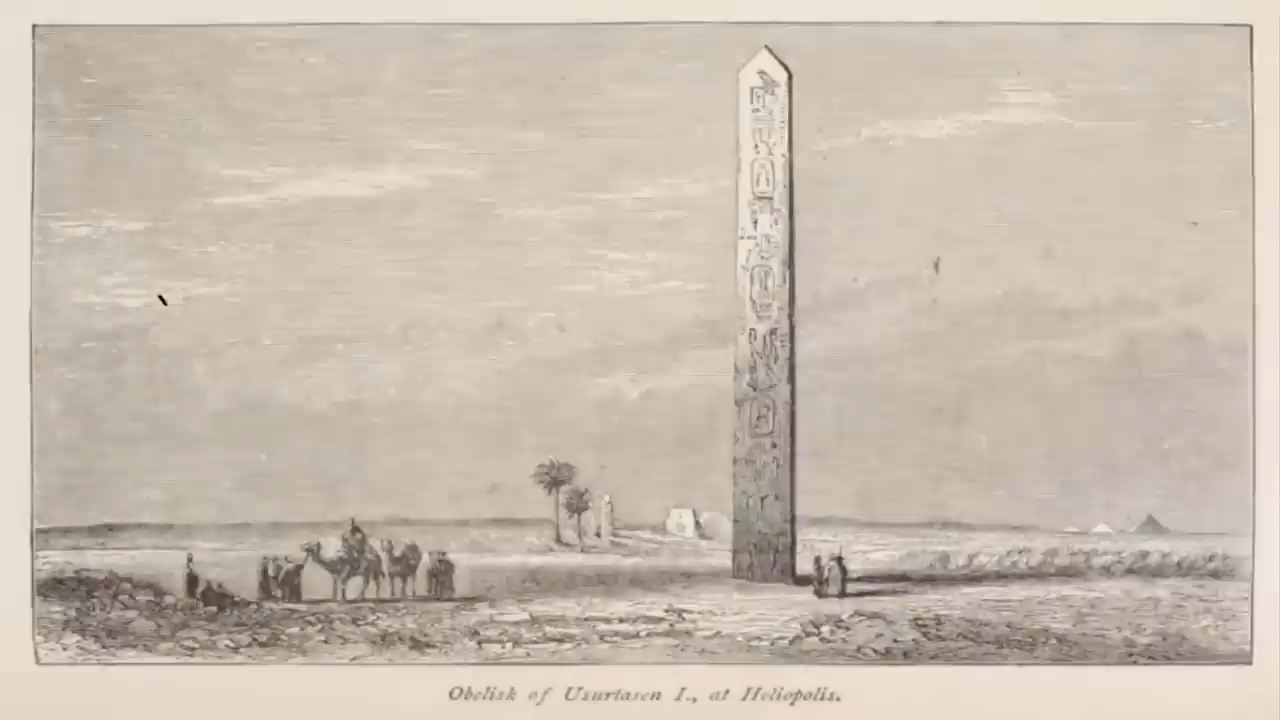 Obelisk of Usurtasen I., at Heliopolis.